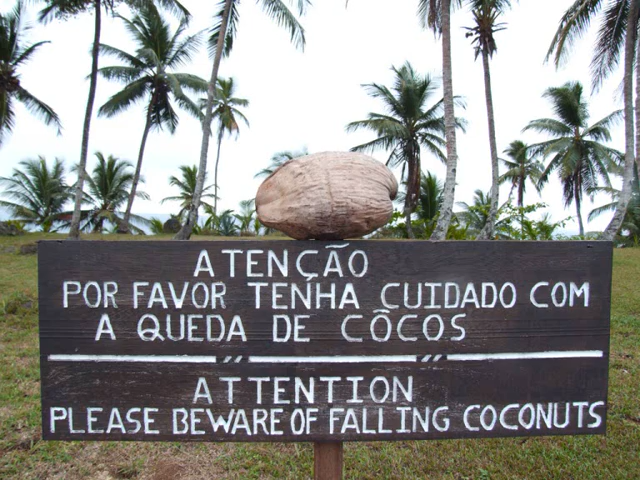 ATENÇÃO
POR FAVOR TENHA CUIDADO COM
A QUEDA DE CÔCOS
ATTENTION
PLEASE BEWARE OF FALLING COCONUTS